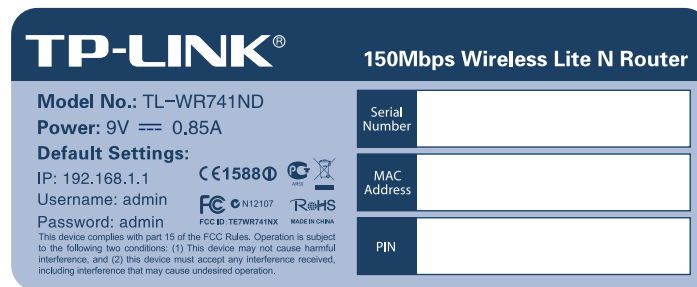 TP-LINK®
150Mbps Wireless Lite N Router
Model No.: TL-WR741ND
Power: 9V 0.85A
Default Settings:
IP: 192.168.1.1
Username: admin
Password: admin
CE1588
PG
AR59
FC N12107
RoHS
FCC ID: TE7WR741NX
MADE IN CHINA
This device complies with part 15 of the FCC Rules. Operation is subject
to the following two conditions: (1) This device may not cause harmful
interference, and (2) this device must accept any interference received,
including interference that may cause undesired operation.
Serial
Number
MAC
Address
PIN